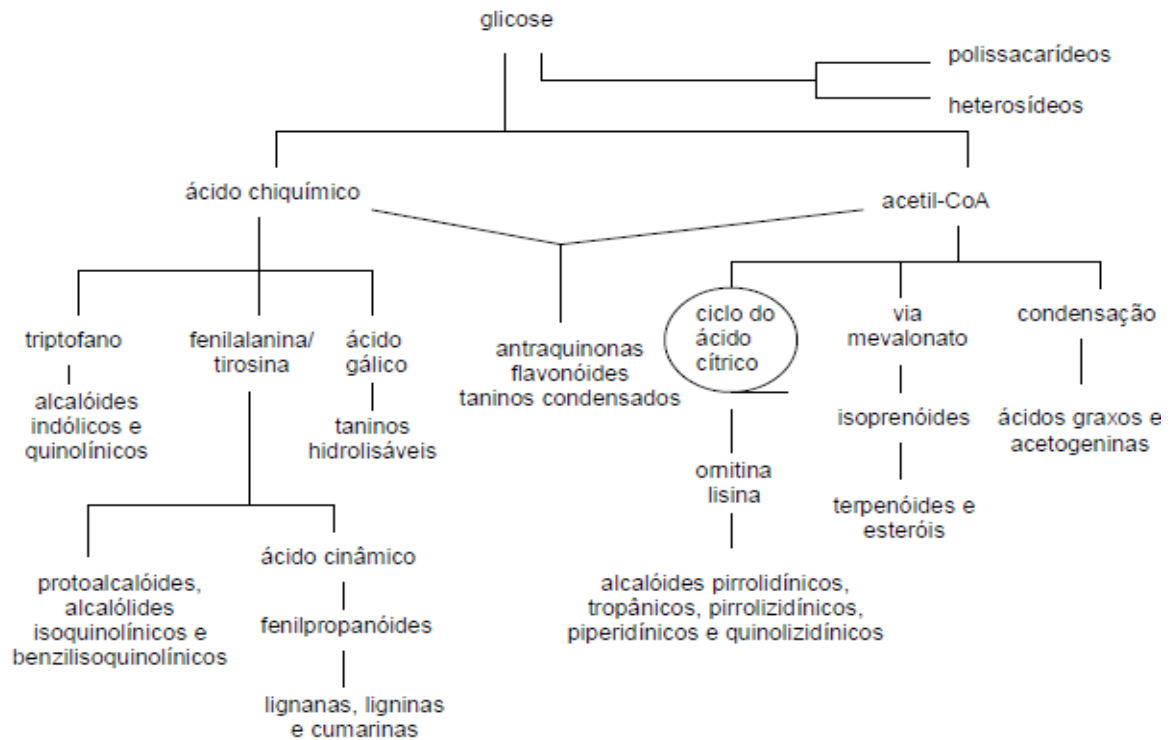 glicose
polissacarídeos
heterosídeos
ácido chiquímico
acetil-CoA
triptofano
fenilalanina/
tirosina
ácido
gálico
antraquinonas
flavonóides
taninos condensados
ciclo do
ácido
cítrico
via
mevalonato
condensação
alcalóides
indólicos e
quinolínicos
taninos
hidrolisáveis
isoprenóides
ácidos graxos e
acetogeninas
ornitina
lisina
terpenóides e
esteróis
ácido cinâmico
protoalcalóides,
alcalólides
isoquinolínicos e
benzilisoquinolínicos
fenilpropanóides
alcalóides pirrolidínicos,
tropânicos, pirrolizidínicos,
piperidínicos e quinolizidínicos
lignanas, ligninas
e cumarinas